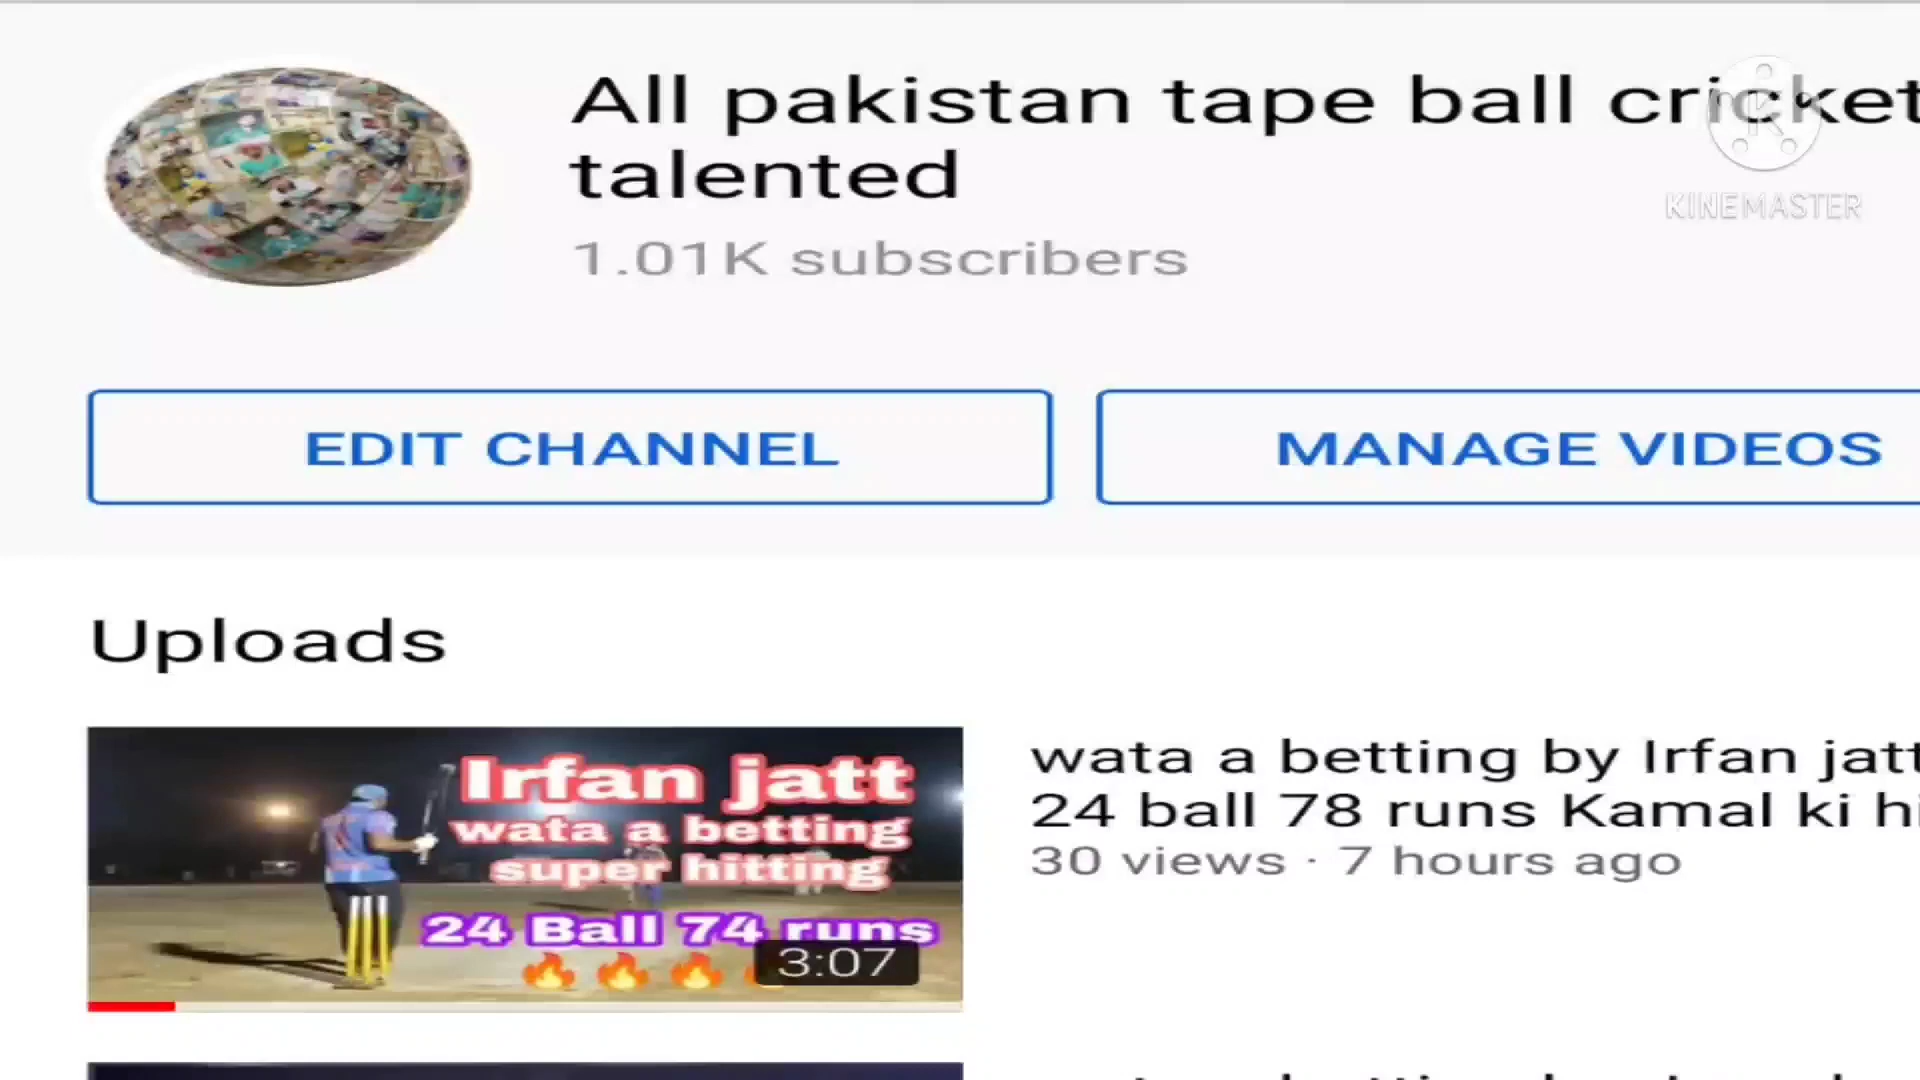 All pakistan tape ball cricket
talented
KINEMASTER
1.01K subscribers
EDIT CHANNEL
MANAGE VIDEOS
Uploads
Irfan jatt
wata a betting
super hitting
24 Ball 74 runs
3:07
wata a betting by Irfan jatt
24 ball 78 runs Kamal ki hi
30 views · 7 hours ago